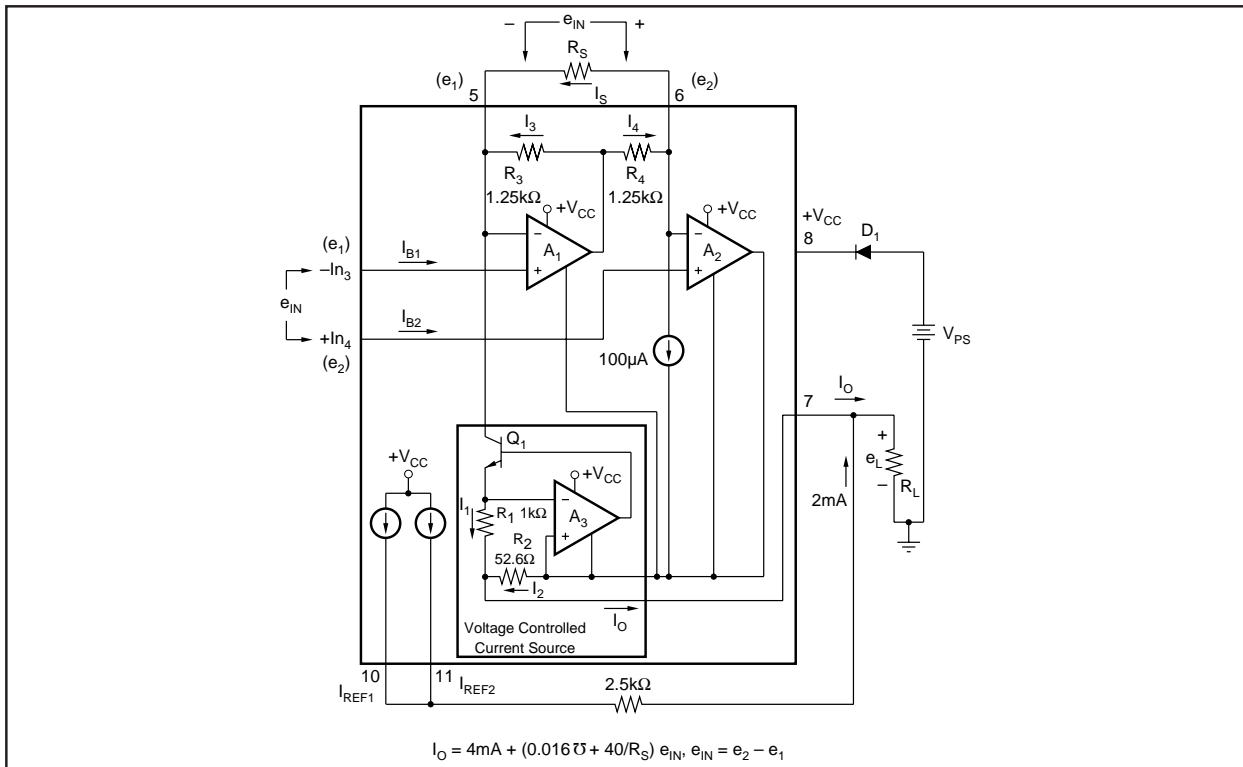 − e_IN +
R_S
(e_1) (e_2)
5 I_S 6
I_3 I_4
R_3 R_4
1.25kΩ 1.25kΩ
+V_CC +V_CC +V_CC
8 D_1
− −
A_1 A_2
+ +
(e_1)
−In_3 I_B1
e_IN
+In_4 I_B2
(e_2)
V_PS
100µA
I_O
7
Q_1
+V_CC +V_CC
+
e_L
− R_L
2mA
I_1 R_1 1kΩ − A_3 +
R_2
52.6Ω
I_2
I_O
Voltage Controlled
Current Source
10 11
I_REF1 I_REF2 2.5kΩ
I_O = 4mA + (0.016℧ + 40/R_S) e_IN, e_IN = e_2 − e_1